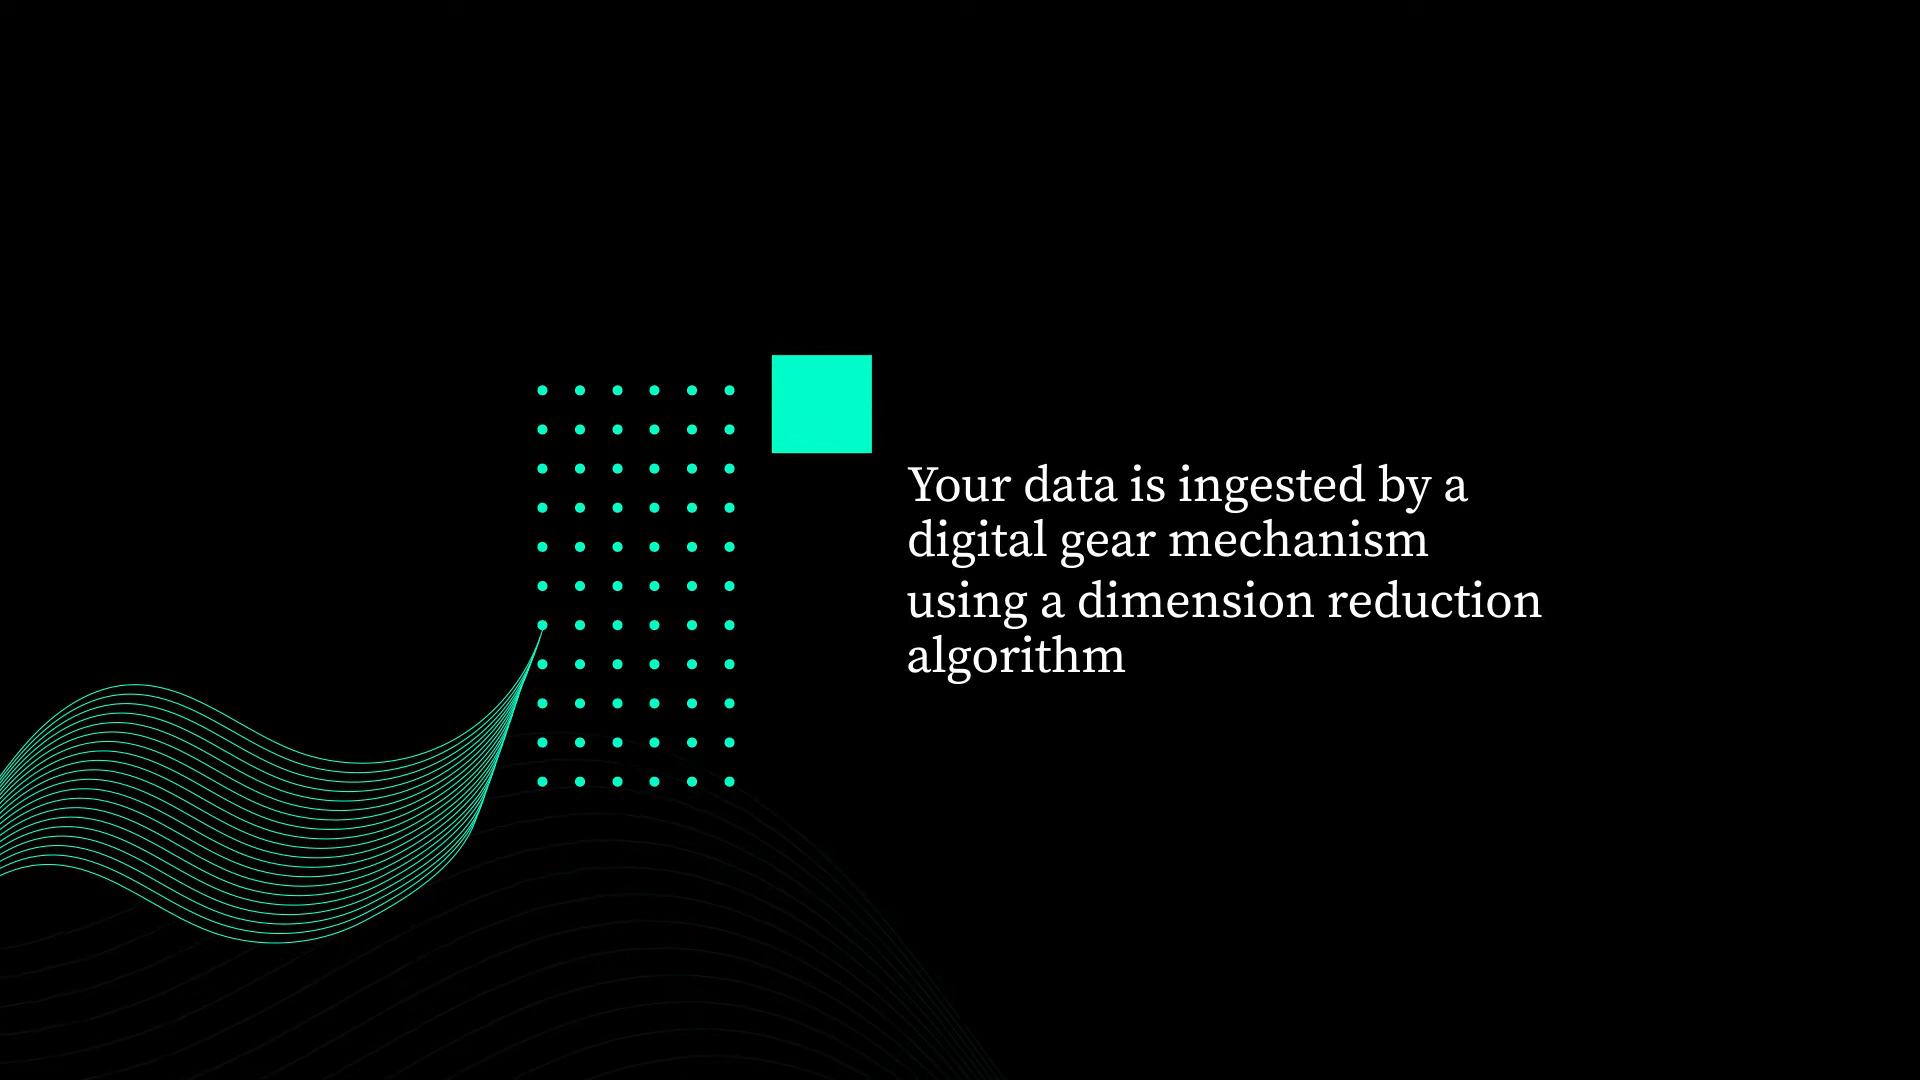 Your data is ingested by a
digital gear mechanism
using a dimension reduction
algorithm